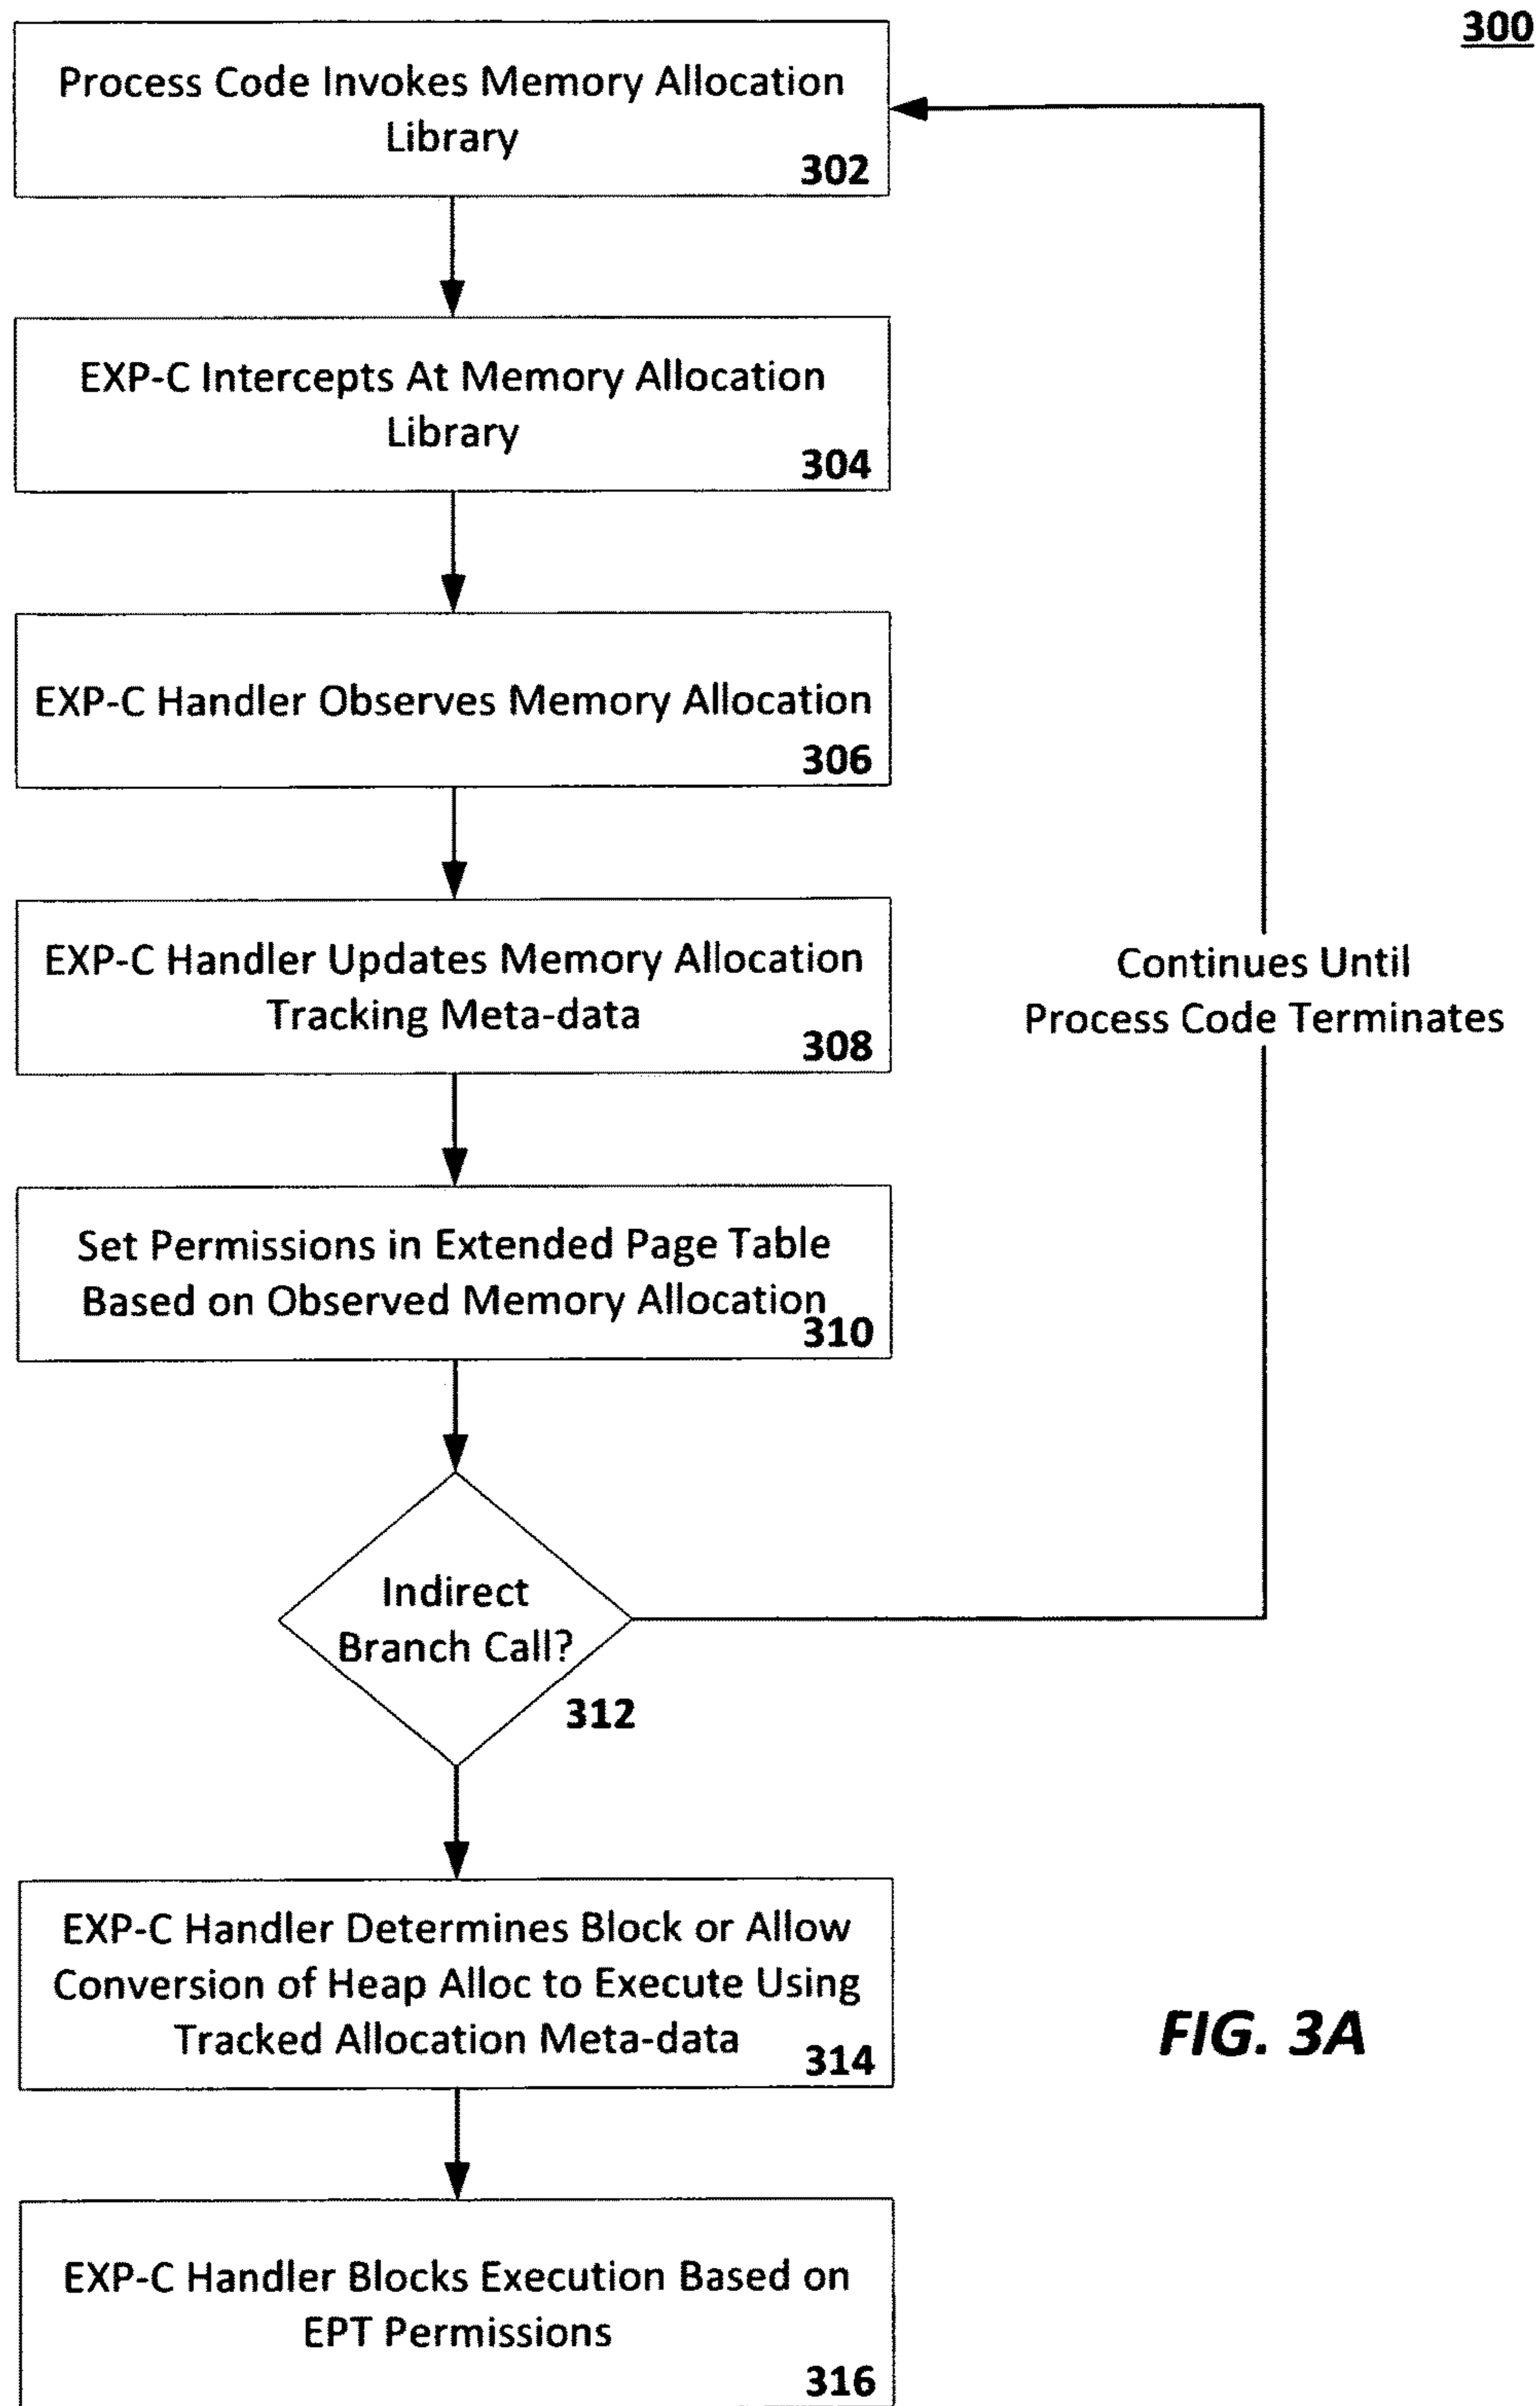 300
Process Code Invokes Memory Allocation
Library
302
EXP-C Intercepts At Memory Allocation
Library
304
EXP-C Handler Observes Memory Allocation
306
EXP-C Handler Updates Memory Allocation
Tracking Meta-data
308
Continues Until
Process Code Terminates
Set Permissions in Extended Page Table
Based on Observed Memory Allocation
310
Indirect
Branch Call?
312
EXP-C Handler Determines Block or Allow
Conversion of Heap Alloc to Execute Using
Tracked Allocation Meta-data
314
FIG. 3A
EXP-C Handler Blocks Execution Based on
EPT Permissions
316